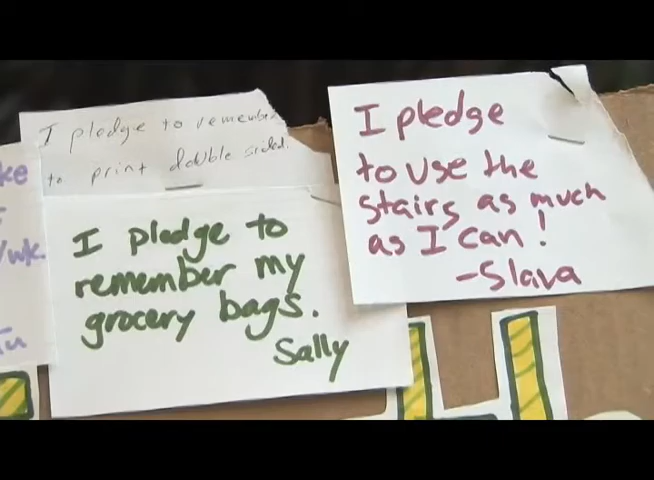 I pledge to remember
to print double sided.
I pledge to
remember my
grocery bags.
Sally
I pledge
to use the
stairs as much
as I can!
-Slava
/wk